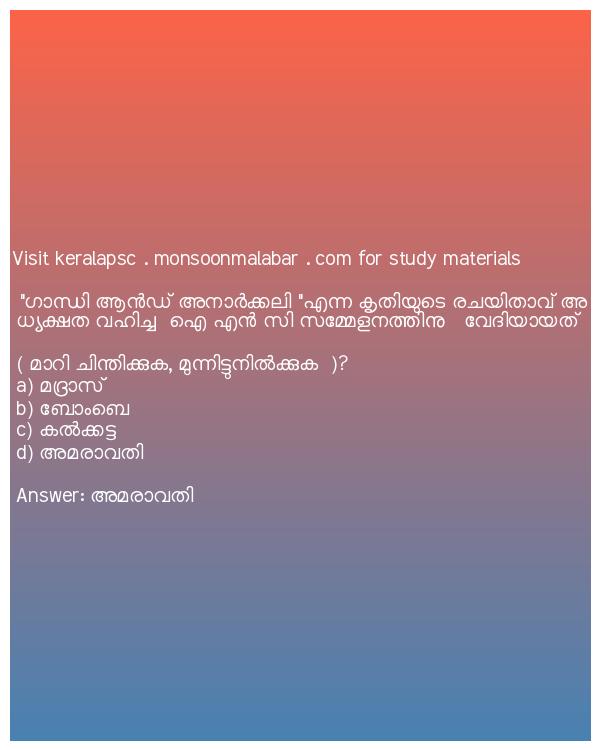 Visit keralapsc . monsoonmalabar . com for study materials
"ഗാന്ധി ആൻഡ് അനാർക്കലി "എന്ന കൃതിയുടെ രചയിതാവ് അ
ധ്യക്ഷത വഹിച്ച ഐ എൻ സി സമ്മേളനത്തിനു വേദിയായത്
( മാറി ചിന്തിക്കുക, മുന്നിട്ടുനിൽക്കുക )?
a) മദ്രാസ്
b) ബോംബെ
c) കൽക്കട്ട
d) അമരാവതി
Answer: അമരാവതി